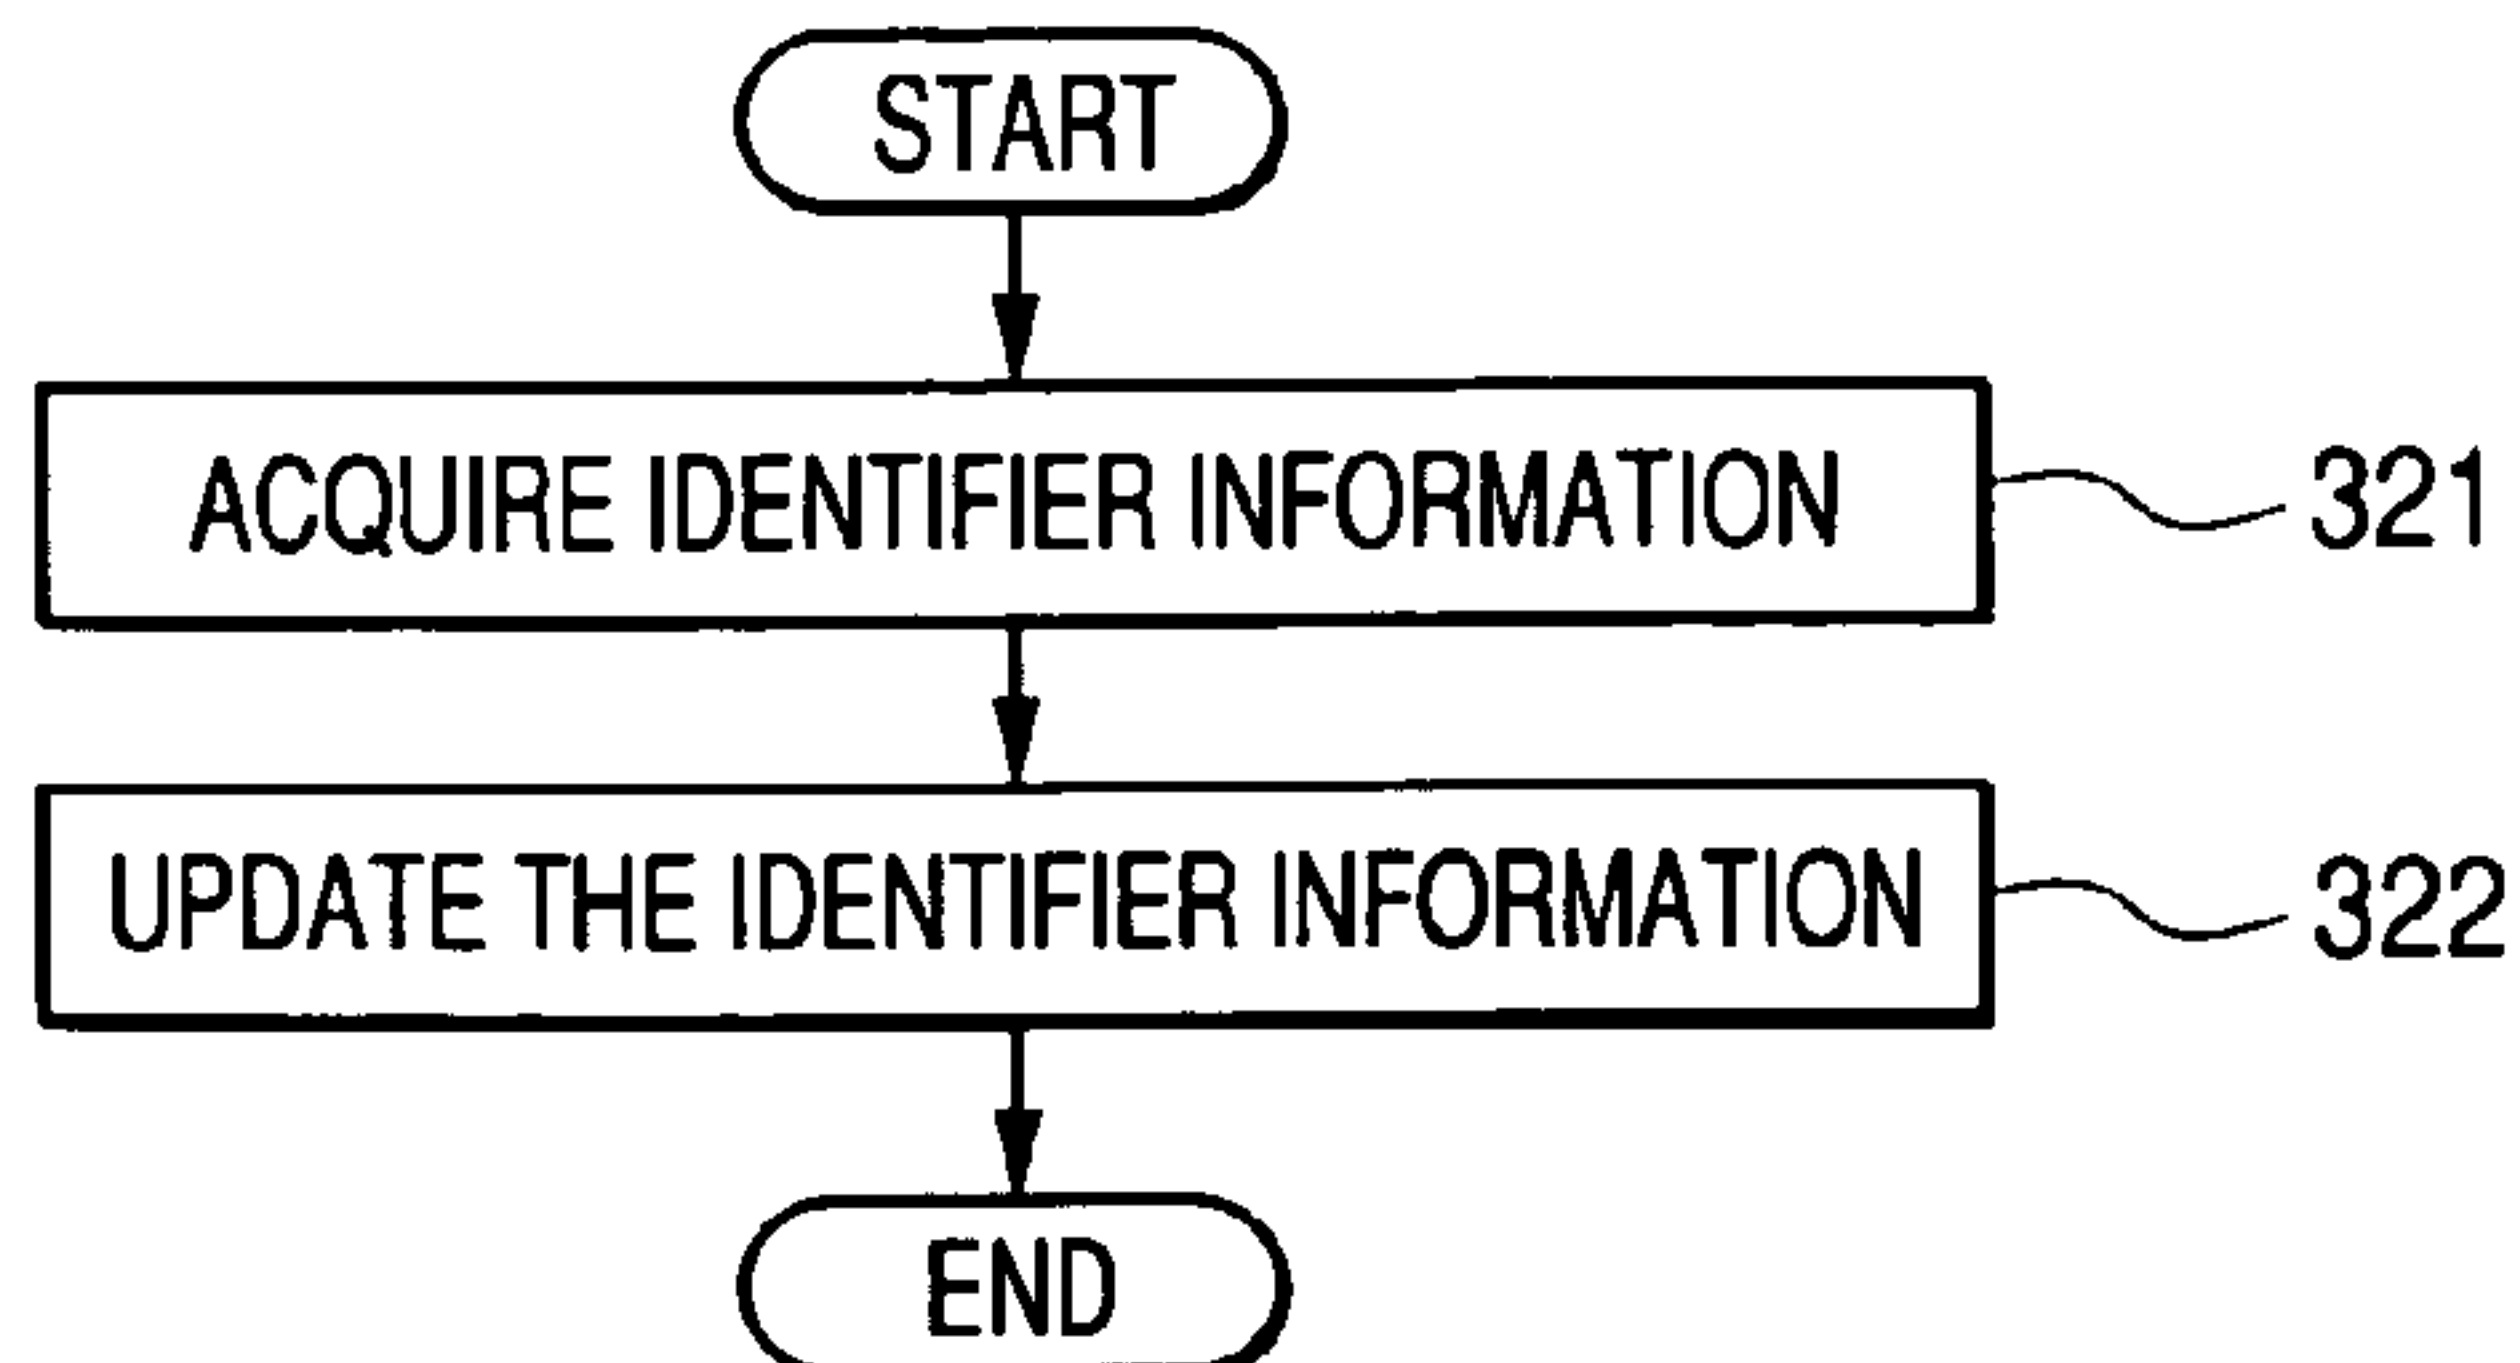 START
ACQUIRE IDENTIFIER INFORMATION
321
UPDATE THE IDENTIFIER INFORMATION
322
END